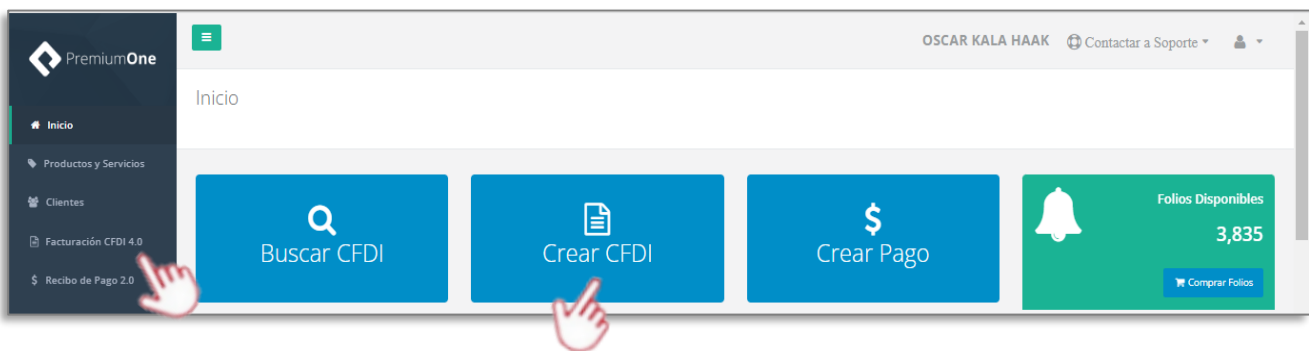 PremiumOne
OSCAR KALA HAAK
Contactar a Soporte
Inicio
Inicio
Productos y Servicios
Clientes
Facturación CFDI 4.0
$ Recibo de Pago 2.0
Buscar CFDI
Crear CFDI
$
Crear Pago
Folios Disponibles
3,835
Comprar Folios